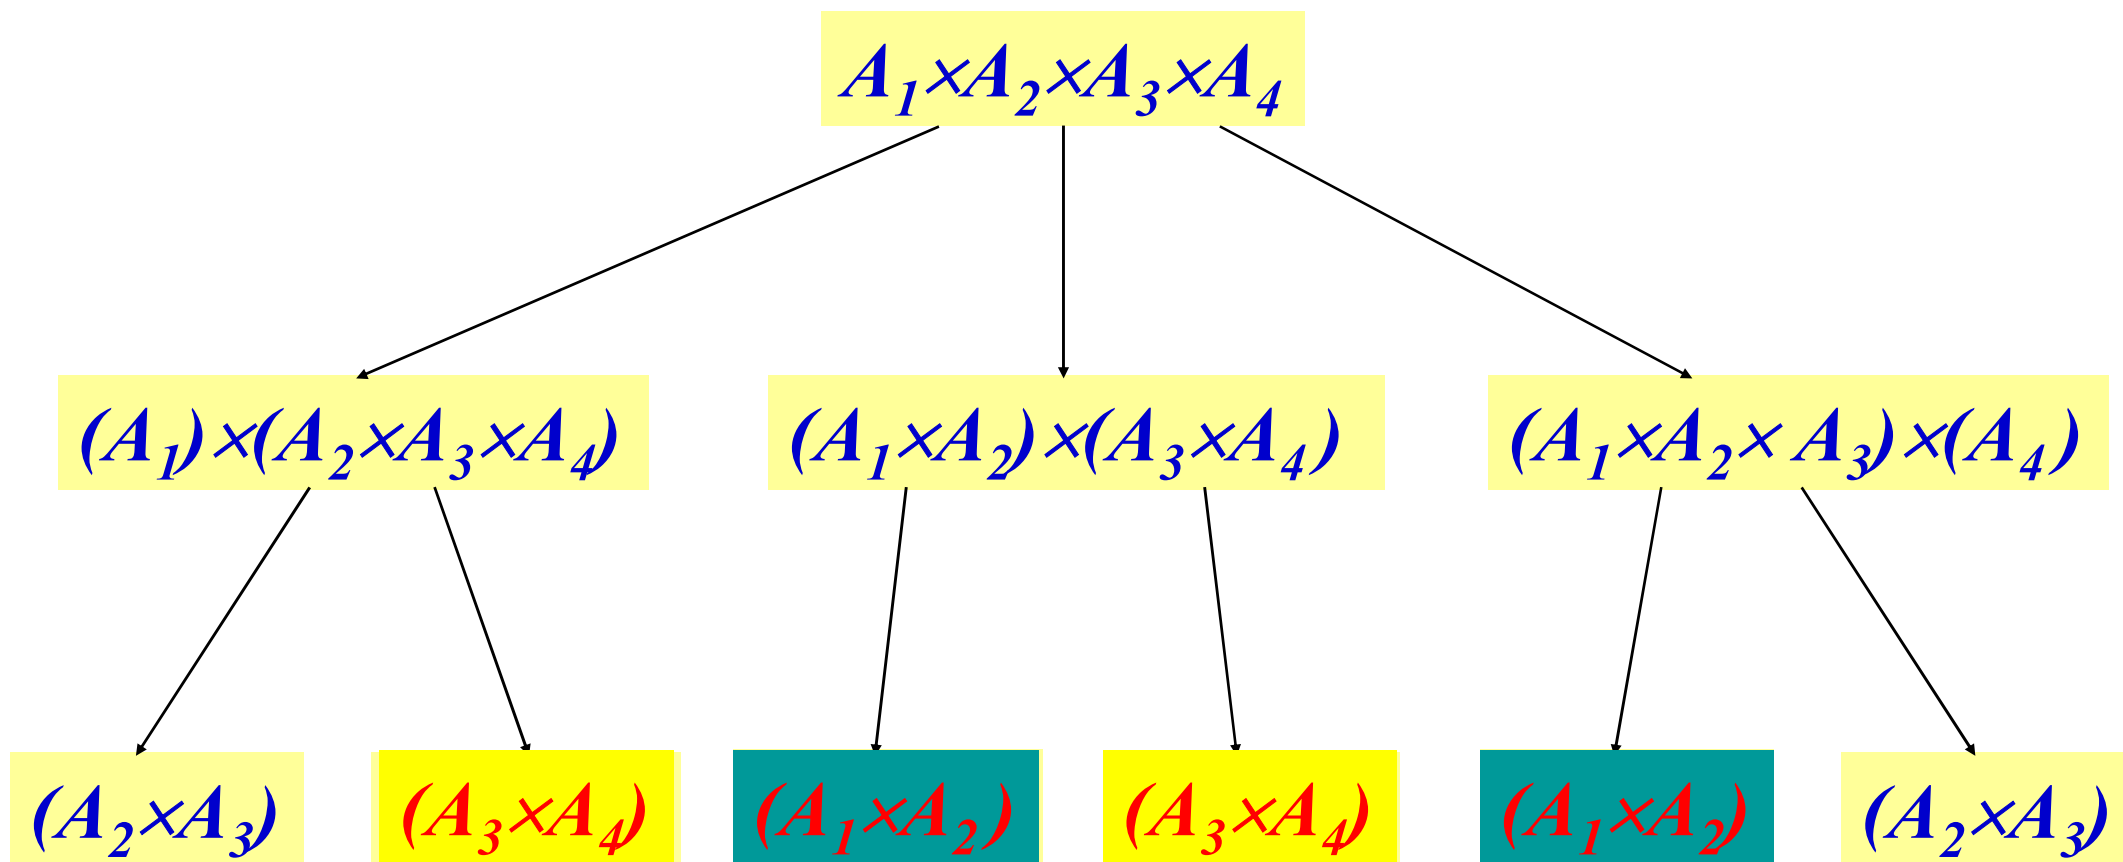 A₁×A₂×A₃×A₄
(A₁)×(A₂×A₃×A₄)
(A₁×A₂)×(A₃×A₄)
(A₁×A₂× A₃)×(A₄)
(A₂×A₃)
(A₃×A₄)
(A₁×A₂)
(A₃×A₄)
(A₁×A₂)
(A₂×A₃)